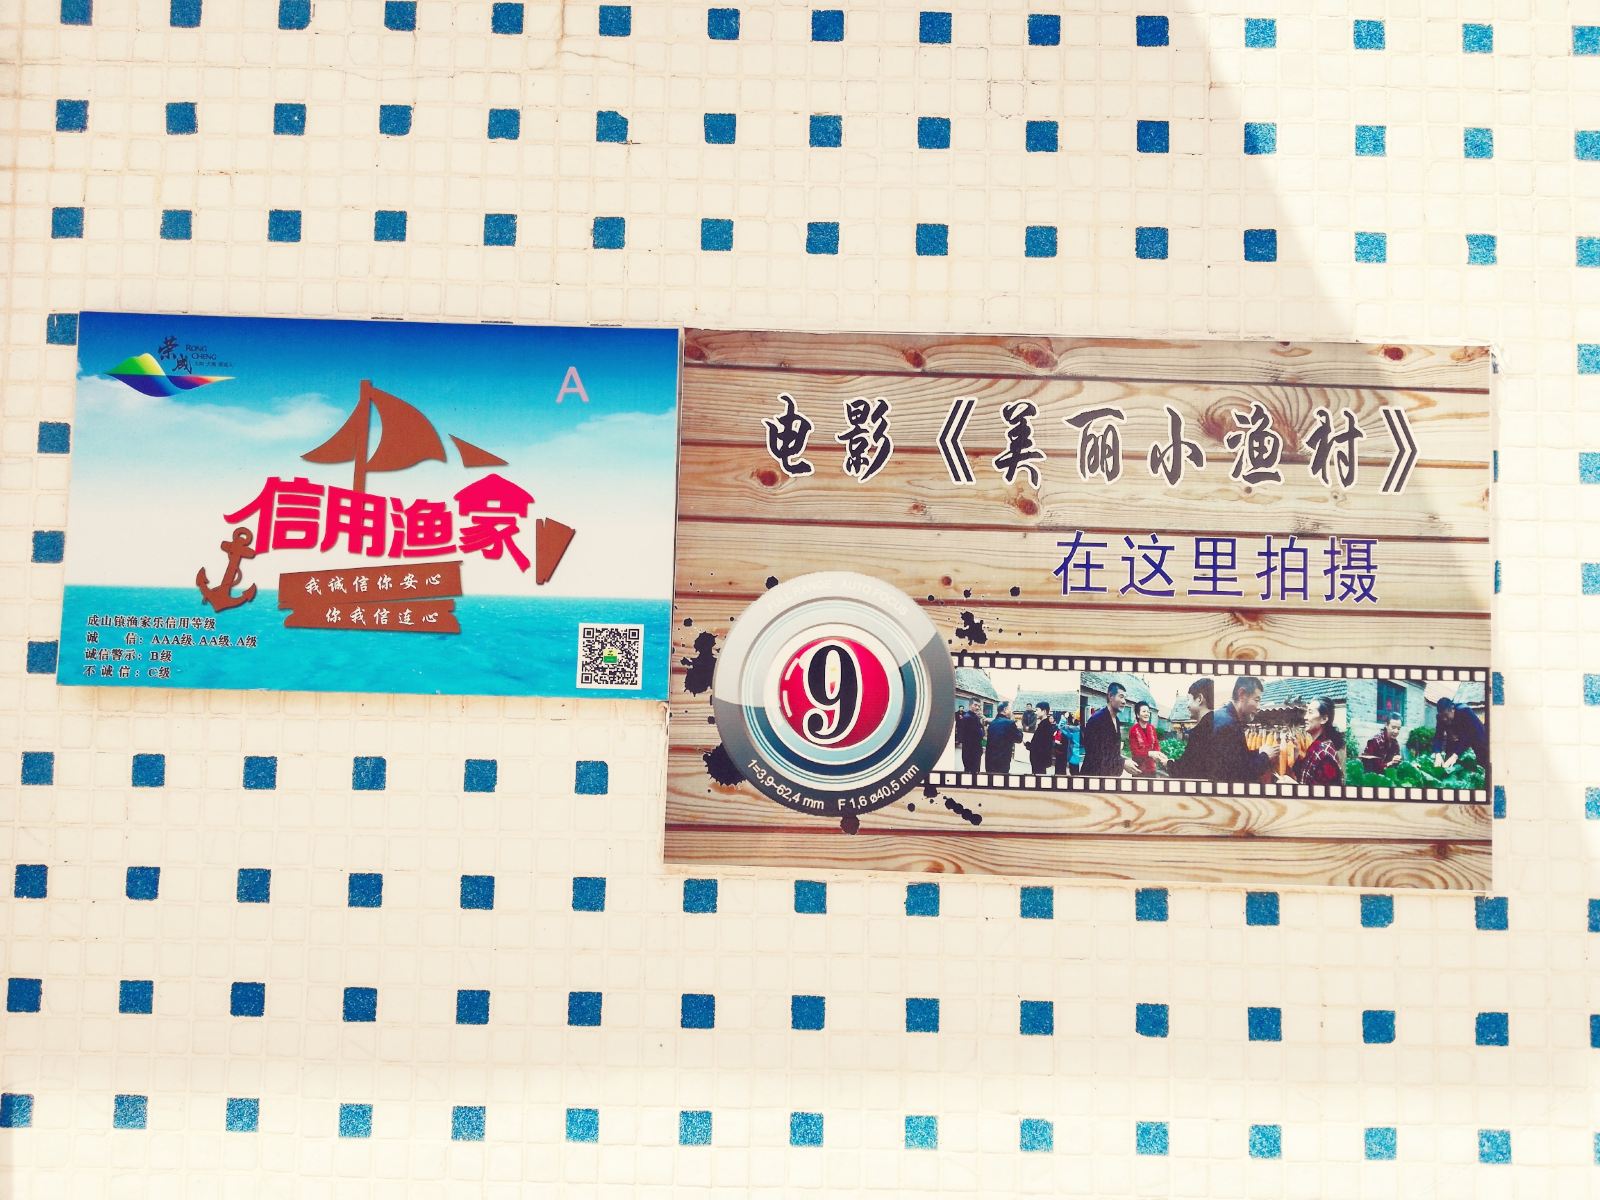 荣成
RONG
CHENG
A
信用渔家
我诚信你安心
你我信连心
成山镇渔家乐信用等级
诚 信：AAA级.AA级.A级
诚信警示：B级
不诚信：C级
电影《美丽小渔村》
在这里拍摄
AUTO FOCUS
9
1=3,9~62,4 mm F 1,6 ø40,5 mm